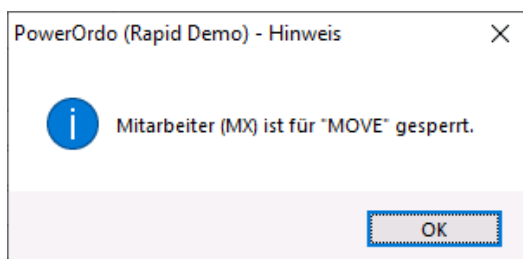 PowerOrdo (Rapid Demo) - Hinweis
Mitarbeiter (MX) ist für "MOVE" gesperrt.
OK